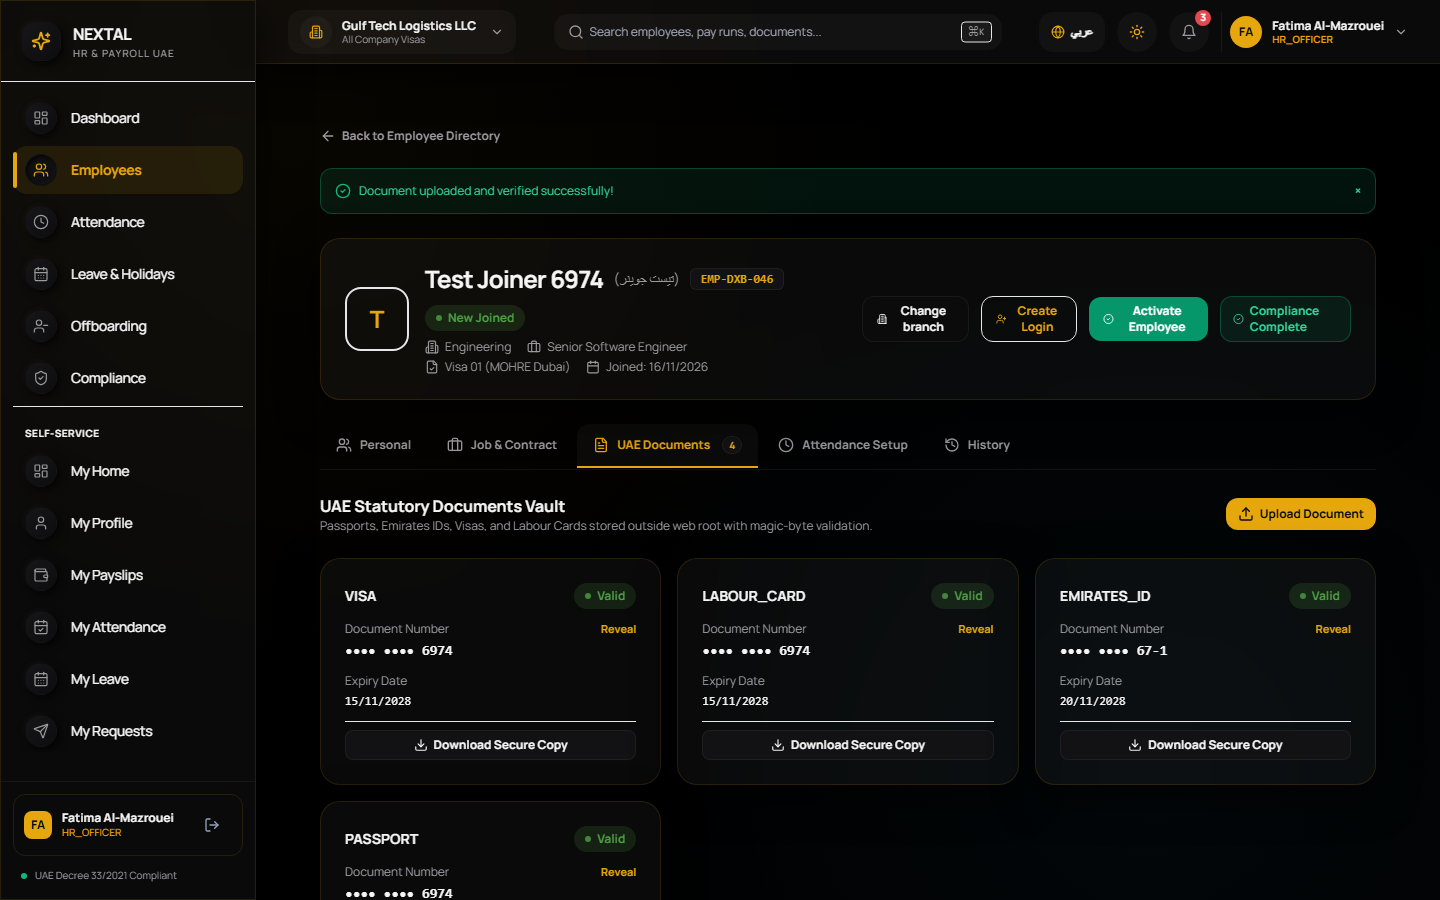 NEXTAL
HR & PAYROLL UAE
Dashboard
Employees
Attendance
Leave & Holidays
Offboarding
Compliance
SELF-SERVICE
My Home
My Profile
My Payslips
My Attendance
My Leave
My Requests
FA
Fatima Al-Mazrouei
HR_OFFICER
UAE Decree 33/2021 Compliant
Gulf Tech Logistics LLC
All Company Visas
Search employees, pay runs, documents...
⌘K
عربي
3
FA
Fatima Al-Mazrouei
HR_OFFICER
Back to Employee Directory
Document uploaded and verified successfully!
×
T
Test Joiner 6974 (تيست جوينر) EMP-DXB-046
New Joined
Engineering Senior Software Engineer
Visa 01 (MOHRE Dubai) Joined: 16/11/2026
Change branch
Create Login
Activate Employee
Compliance Complete
Personal Job & Contract UAE Documents 4 Attendance Setup History
UAE Statutory Documents Vault
Passports, Emirates IDs, Visas, and Labour Cards stored outside web root with magic-byte validation.
Upload Document
VISA Valid
Document Number Reveal
•••• •••• 6974
Expiry Date
15/11/2028
Download Secure Copy
LABOUR_CARD Valid
Document Number Reveal
•••• •••• 6974
Expiry Date
15/11/2028
Download Secure Copy
EMIRATES_ID Valid
Document Number Reveal
•••• •••• 67-1
Expiry Date
20/11/2028
Download Secure Copy
PASSPORT Valid
Document Number Reveal
•••• •••• 6974